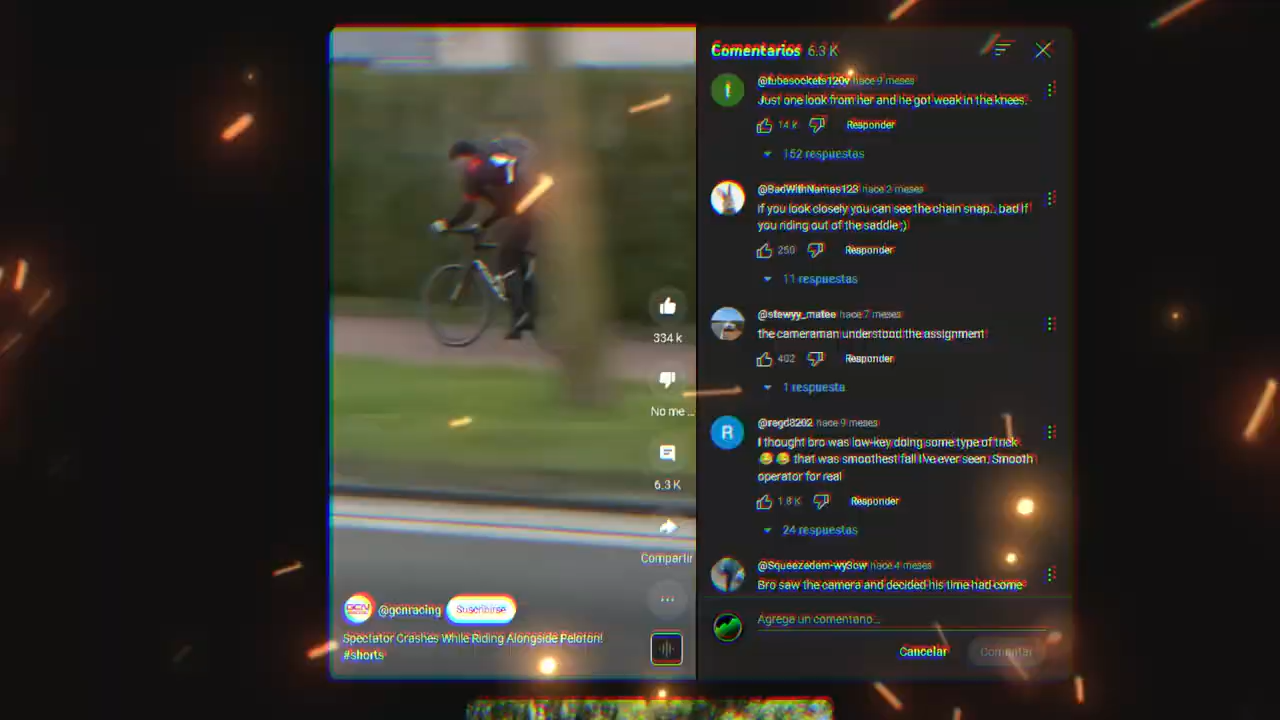 334 k
No me ...
6.3 K
Compartir
GCN
@gcnracing
Suscribirse
Spectator Crashes While Riding Alongside Peloton!
#shorts
Comentarios 6.3 K
@tubesockets120v hace 9 meses
Just one look from her and he got weak in the knees.
14 k
Responder
152 respuestas
@BadWithNames123 hace 2 meses
if you look closely you can see the chain snap.. bad if
you riding out of the saddle ;)
250
Responder
11 respuestas
hace 7 meses
the cameraman understood the assignment
402
Responder
1 respuesta
R
hace 9 meses
I thought bro was low-key doing some type of trick
😂 😂 that was smoothest fall I've ever seen. Smooth
operator for real
1.8 K
Responder
24 respuestas
hace 4 meses
Bro saw the camera and decided his time had come
Agrega un comentario...
Cancelar
Comentar